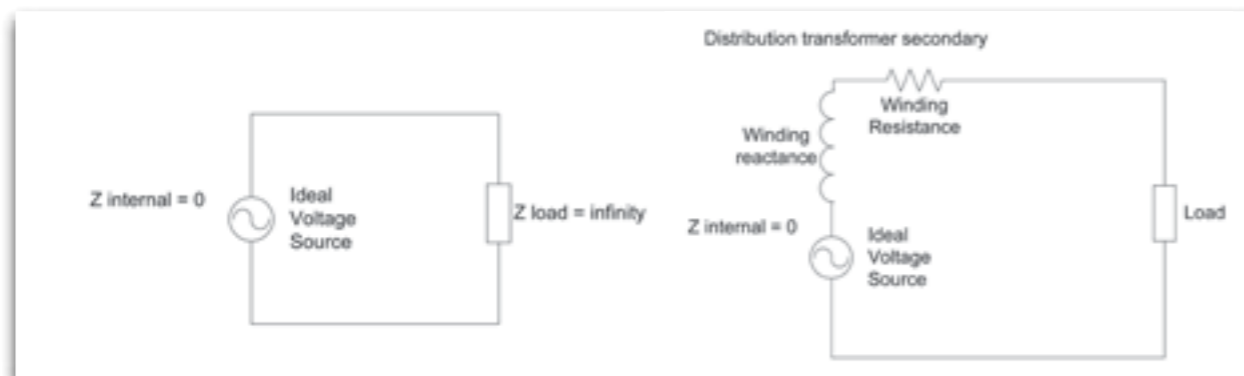 Distribution transformer secondary
Winding
Resistance
Winding
reactance
Z internal = 0
Ideal
Voltage
Source
Z load = infinity
Z internal = 0
Ideal
Voltage
Source
Load